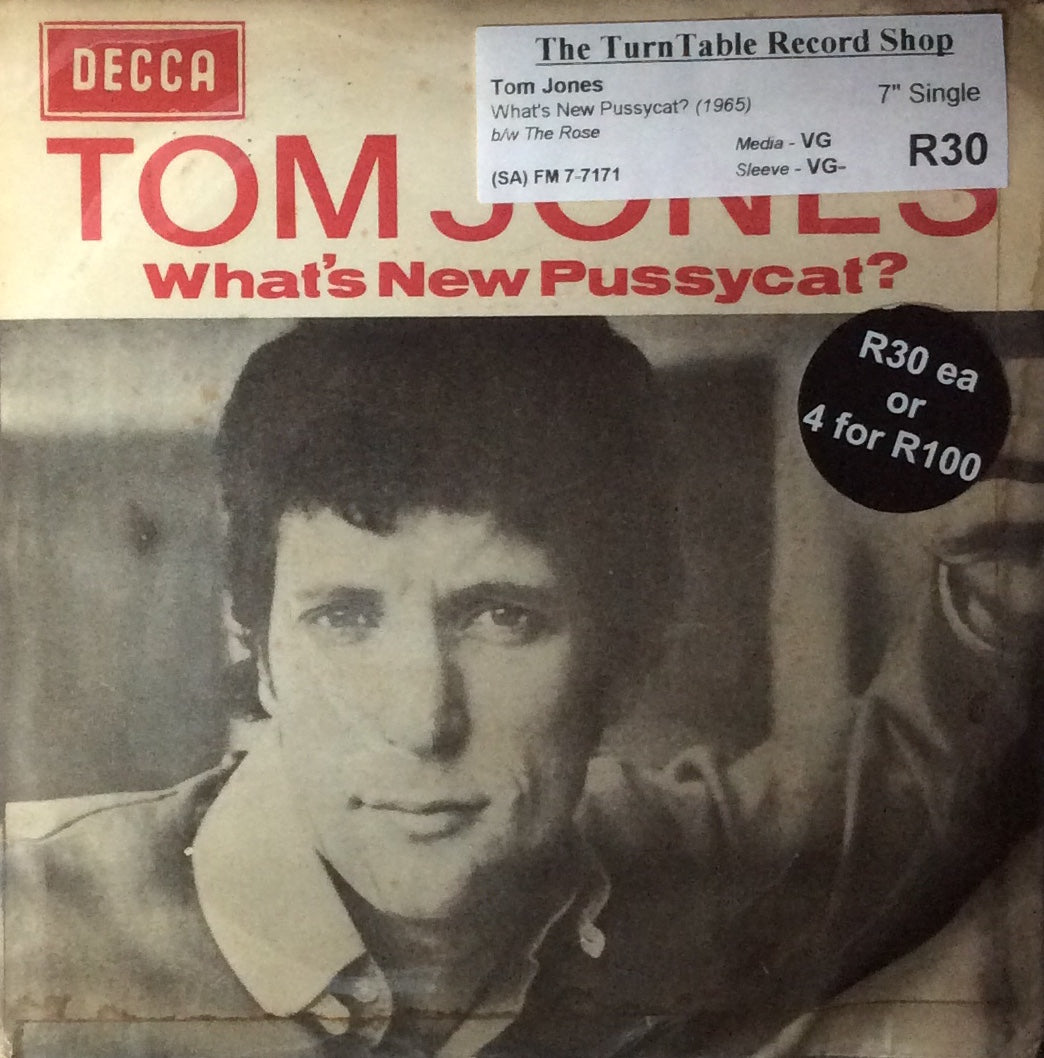 DECCA
The TurnTable Record Shop
Tom Jones
What's New Pussycat? (1965)
7" Single
b/w The Rose
Media - VG
R30
Sleeve - VG-
(SA) FM 7-7171
TOM JONES
What's New Pussycat?
R30 ea
or
4 for R100